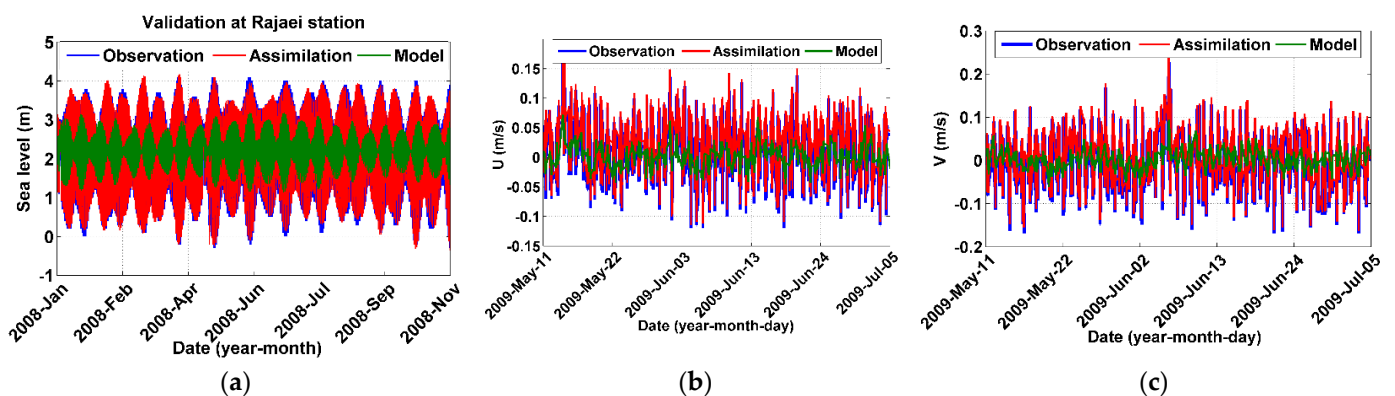 Validation at Rajaei station
Observation Assimilation Model
Sea level (m)
5
4
3
2
1
0
-1
2008-Jan
2008-Feb
2008-Apr
2008-Jun
2008-Jul
2008-Sep
2008-Nov
Date (year-month)
(a)
Observation Assimilation Model
U (m/s)
0.15
0.1
0.05
0
-0.05
-0.1
-0.15
2009-May-11
2009-May-22
2009-Jun-03
2009-Jun-13
2009-Jun-24
2009-Jul-05
Date (year-month-day)
(b)
Observation Assimilation Model
V (m/s)
0.3
0.2
0.1
0
-0.1
-0.2
2009-May-11
2009-May-22
2009-Jun-02
2009-Jun-13
2009-Jun-24
2009-Jul-05
Date (year-month-day)
(c)